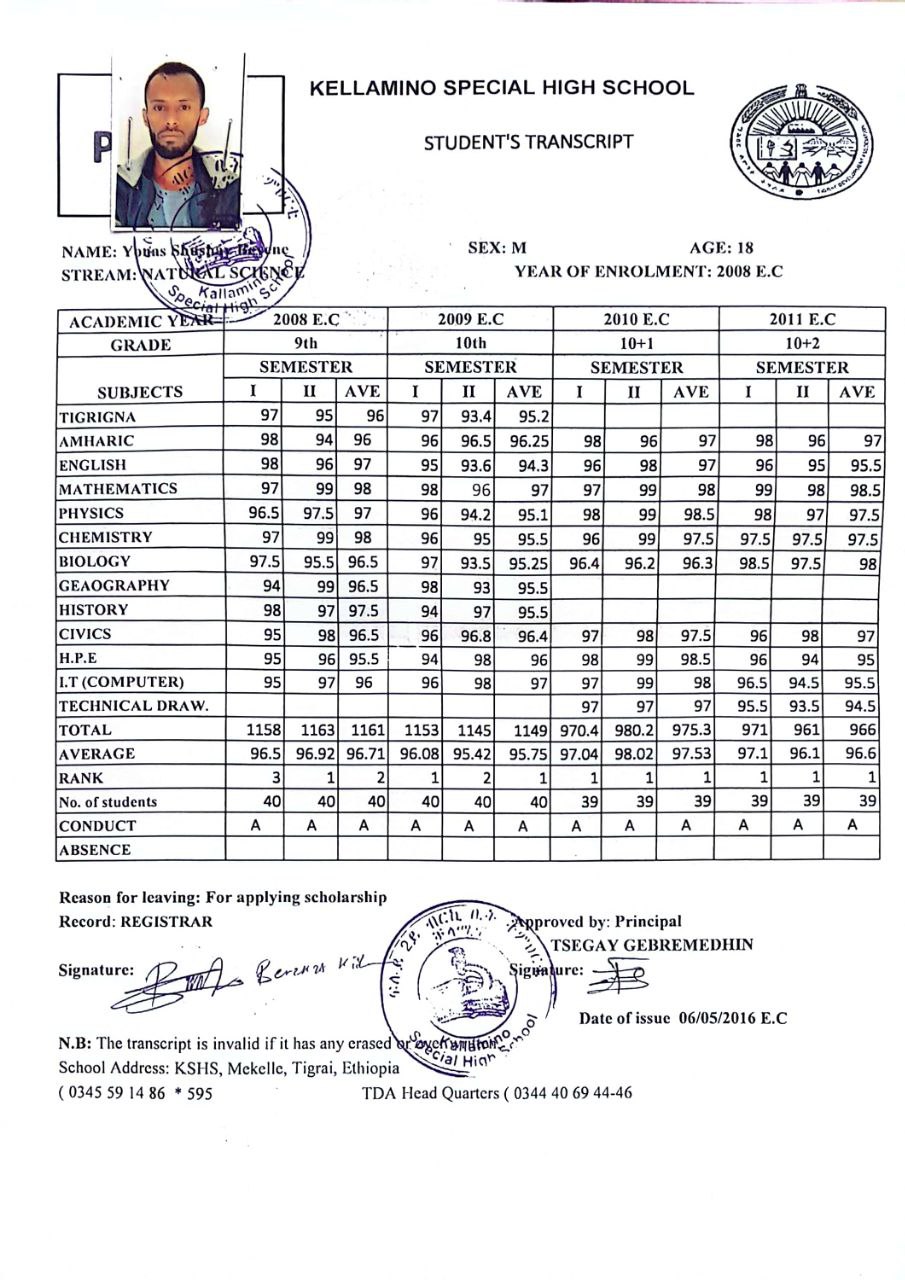 KELLAMINO SPECIAL HIGH SCHOOL
STUDENT'S TRANSCRIPT
P
NAME: Yonas Shushay Beyene SEX: M AGE: 18
STREAM: NATURAL SCIENCE YEAR OF ENROLMENT: 2008 E.C
Kallamino
Special High School
ACADEMIC YEAR 2008 E.C 2009 E.C 2010 E.C 2011 E.C
GRADE 9th 10th 10+1 10+2
SEMESTER SEMESTER SEMESTER SEMESTER
SUBJECTS I II AVE I II AVE I II AVE I II AVE
TIGRIGNA 97 95 96 97 93.4 95.2
AMHARIC 98 94 96 96 96.5 96.25 98 96 97 98 96 97
ENGLISH 98 96 97 95 93.6 94.3 96 98 97 96 95 95.5
MATHEMATICS 97 99 98 98 96 97 97 99 98 99 98 98.5
PHYSICS 96.5 97.5 97 96 94.2 95.1 98 99 98.5 98 97 97.5
CHEMISTRY 97 99 98 96 95 95.5 96 99 97.5 97.5 97.5 97.5
BIOLOGY 97.5 95.5 96.5 97 93.5 95.25 96.4 96.2 96.3 98.5 97.5 98
GEAOGRAPHY 94 99 96.5 98 93 95.5
HISTORY 98 97 97.5 94 97 95.5
CIVICS 95 98 96.5 96 96.8 96.4 97 98 97.5 96 98 97
H.P.E 95 96 95.5 94 98 96 98 99 98.5 96 94 95
I.T (COMPUTER) 95 97 96 96 98 97 97 99 98 96.5 94.5 95.5
TECHNICAL DRAW. 97 97 97 95.5 93.5 94.5
TOTAL 1158 1163 1161 1153 1145 1149 970.4 980.2 975.3 971 961 966
AVERAGE 96.5 96.92 96.71 96.08 95.42 95.75 97.04 98.02 97.53 97.1 96.1 96.6
RANK 3 1 2 1 2 1 1 1 1 1 1 1
No. of students 40 40 40 40 40 40 39 39 39 39 39 39
CONDUCT A A A A A A A A A A A A
ABSENCE
Reason for leaving: For applying scholarship
Record: REGISTRAR Approved by: Principal
TSEGAY GEBREMEDHIN
Signature: Signature:
Date of issue 06/05/2016 E.C
Kallamino
Special High School
N.B: The transcript is invalid if it has any erased or
School Address: KSHS, Mekelle, Tigrai, Ethiopia
( 0345 59 14 86 * 595 TDA Head Quarters ( 0344 40 69 44-46